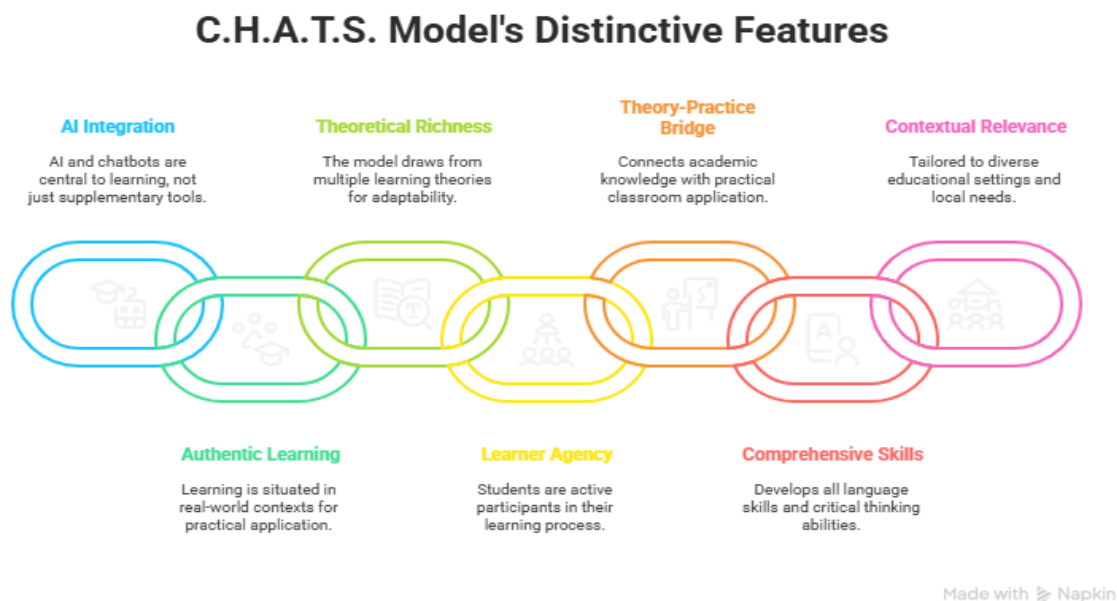 C.H.A.T.S. Model's Distinctive Features
AI Integration
AI and chatbots are
central to learning, not
just supplementary tools.
Theoretical Richness
The model draws from
multiple learning theories
for adaptability.
Theory-Practice
Bridge
Connects academic
knowledge with practical
classroom application.
Contextual Relevance
Tailored to diverse
educational settings and
local needs.
T
A
Authentic Learning
Learning is situated in
real-world contexts for
practical application.
Learner Agency
Students are active
participants in their
learning process.
Comprehensive Skills
Develops all language
skills and critical thinking
abilities.
Made with Napkin